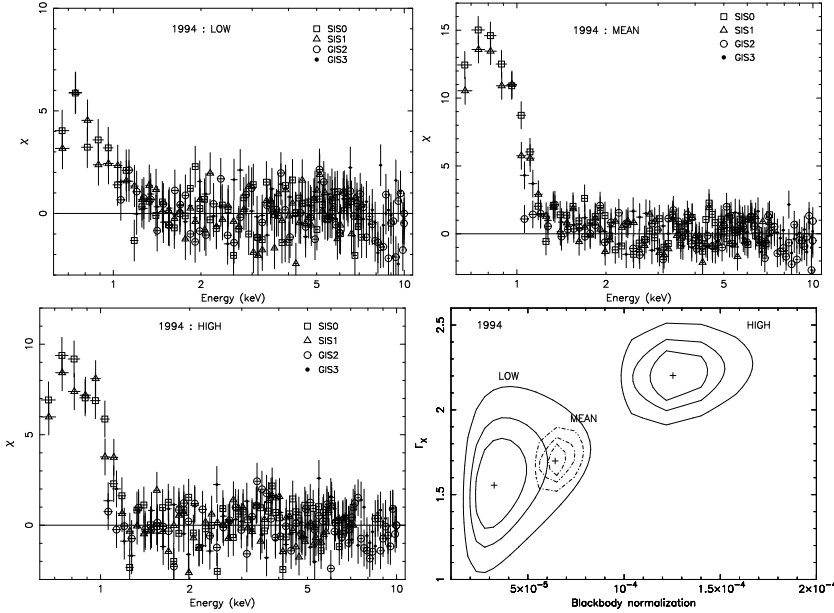 1994 : LOW
SIS0
SIS1
GIS2
GIS3
10
5
0
χ
1
2
5
10
Energy (keV)
1994 : MEAN
SIS0
SIS1
GIS2
GIS3
15
10
5
0
χ
1
2
5
10
Energy (keV)
1994 : HIGH
SIS0
SIS1
GIS2
GIS3
10
5
0
χ
1
2
5
10
Energy (keV)
1994
HIGH
LOW
MEAN
2.5
2
1.5
1
Γx
5×10⁻⁵
10⁻⁴
1.5×10⁻⁴
2×10⁻⁴
Blackbody normalization